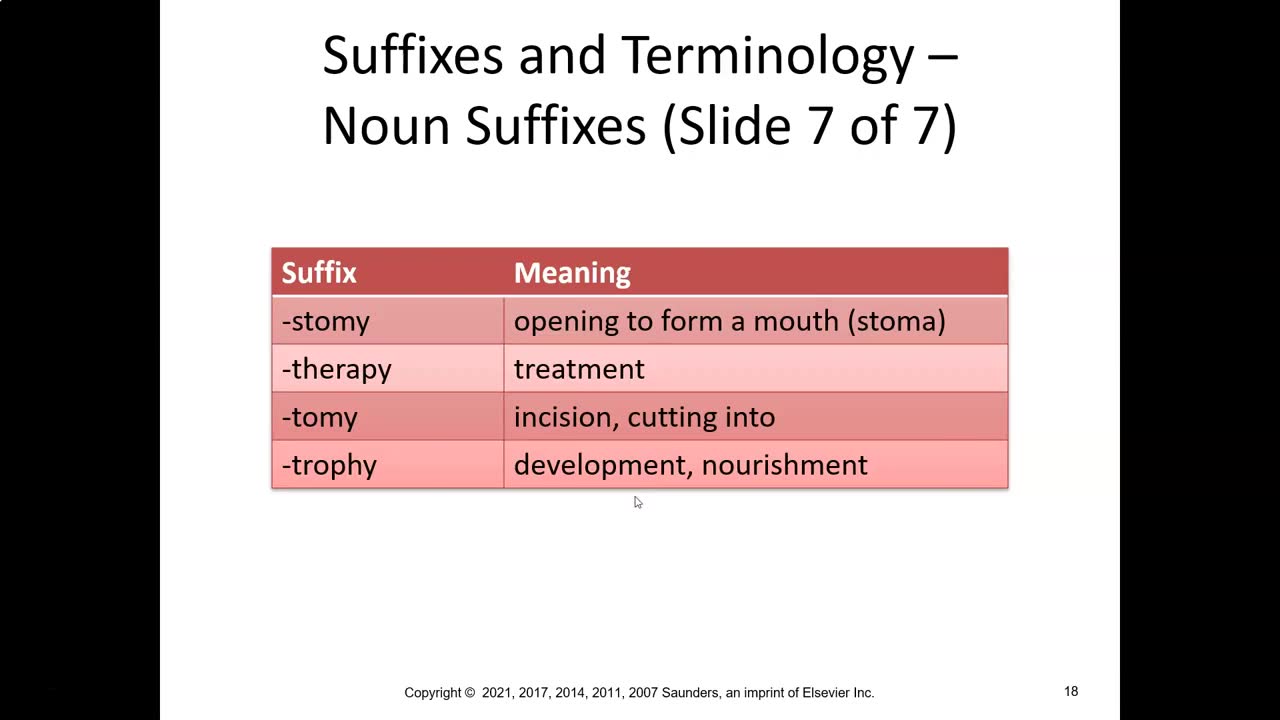 Suffixes and Terminology –
Noun Suffixes (Slide 7 of 7)
Suffix Meaning
-stomy opening to form a mouth (stoma)
-therapy treatment
-tomy incision, cutting into
-trophy development, nourishment
Copyright © 2021, 2017, 2014, 2011, 2007 Saunders, an imprint of Elsevier Inc. 18